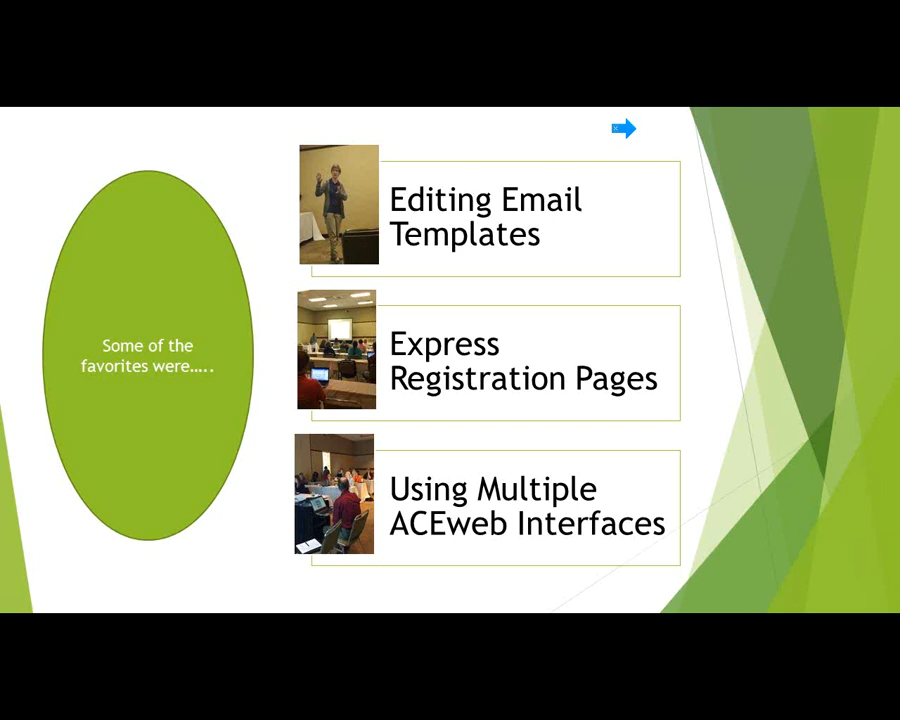 Some of the
favorites were.....
Editing Email
Templates
Express
Registration Pages
Using Multiple
ACEweb Interfaces